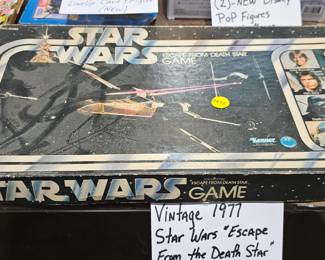 (NEW)
(2)-New Disney
Pop Figures
STAR
WARS
ESCAPE FROM DEATH STAR
GAME
Kenner
STAR WARS
ESCAPE FROM DEATH STAR
GAME
Vintage 1977
Star Wars "Escape
From the Death Star"